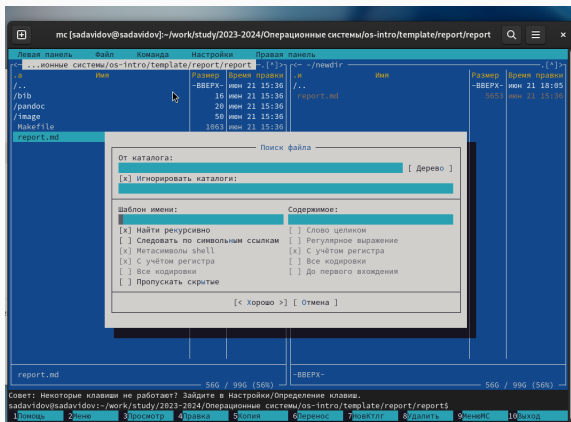 mc [sadavidov@sadavidov]:~/work/study/2023-2024/Операционные системы/os-intro/template/report/report
Левая панель Файл Команда Настройки Правая панель
<— ...ионные системы/os-intro/template/report/report —.[^]> <— ~/newdir —.[^]>
.и Имя Размер Время правки .и Имя Размер Время правки
/.. -ВВЕРХ- июн 21 15:36 /.. -ВВЕРХ- июн 21 18:05
/bib 16 июн 21 15:36 report.md 5653 июн 21 15:36
/pandoc 20 июн 21 15:36
/image 50 июн 21 15:36
Makefile 1063 июн 21 15:36
report.md
Поиск файла
От каталога:
[ Дерево ]
[x] Игнорировать каталоги:
Шаблон имени: Содержимое:
[x] Найти рекурсивно [ ] Слово целиком
[ ] Следовать по символьным ссылкам [ ] Регулярное выражение
[x] Метасимволы shell [x] С учётом регистра
[x] С учётом регистра [ ] Все кодировки
[ ] Все кодировки [ ] До первого вхождения
[ ] Пропускать скрытые
[< Хорошо >] [ Отмена ]
report.md -ВВЕРХ-
56G / 99G (56%) 56G / 99G (56%)
Совет: Некоторые клавиши не работают? Зайдите в Настройки/Определение клавиш.
sadavidov@sadavidov:~/work/study/2023-2024/Операционные системы/os-intro/template/report/report$
1Помощь 2Меню 3Просмотр 4Правка 5Копия 6Перенос 7НовКтлг 8Удалить 9МенюMC 10Выход